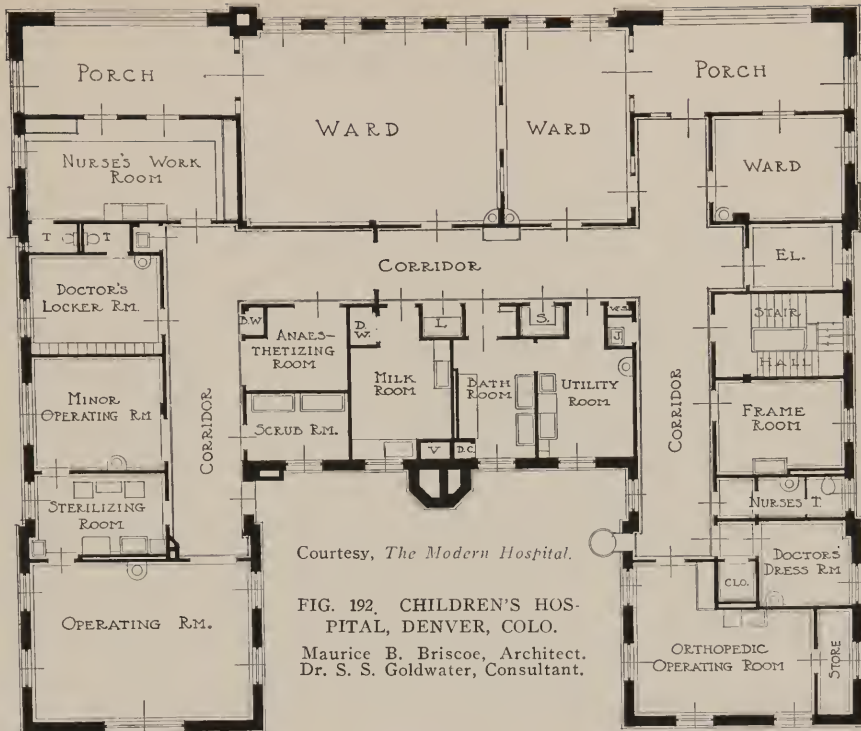 PORCH
WARD
WARD
PORCH
NURSE'S WORK
ROOM
WARD
T
T
CORRIDOR
EL.
DOCTOR'S
LOCKER RM.
D.W.
ANAES-
THETIZING
ROOM
D.
W.
L.
S.
J.
STAIR
HALL
MILK
ROOM
BATH
ROOM
UTILITY
ROOM
MINOR
OPERATING RM
CORRIDOR
SCRUB RM.
CORRIDOR
FRAME
ROOM
V
D.C.
STERILIZING
ROOM
NURSES T.
Courtesy, The Modern Hospital.
DOCTORS'
DRESS RM
CLO.
FIG. 192. CHILDREN'S HOS-
PITAL, DENVER, COLO.
Maurice B. Briscoe, Architect.
Dr. S. S. Goldwater, Consultant.
OPERATING RM.
ORTHOPEDIC
OPERATING ROOM
STORE